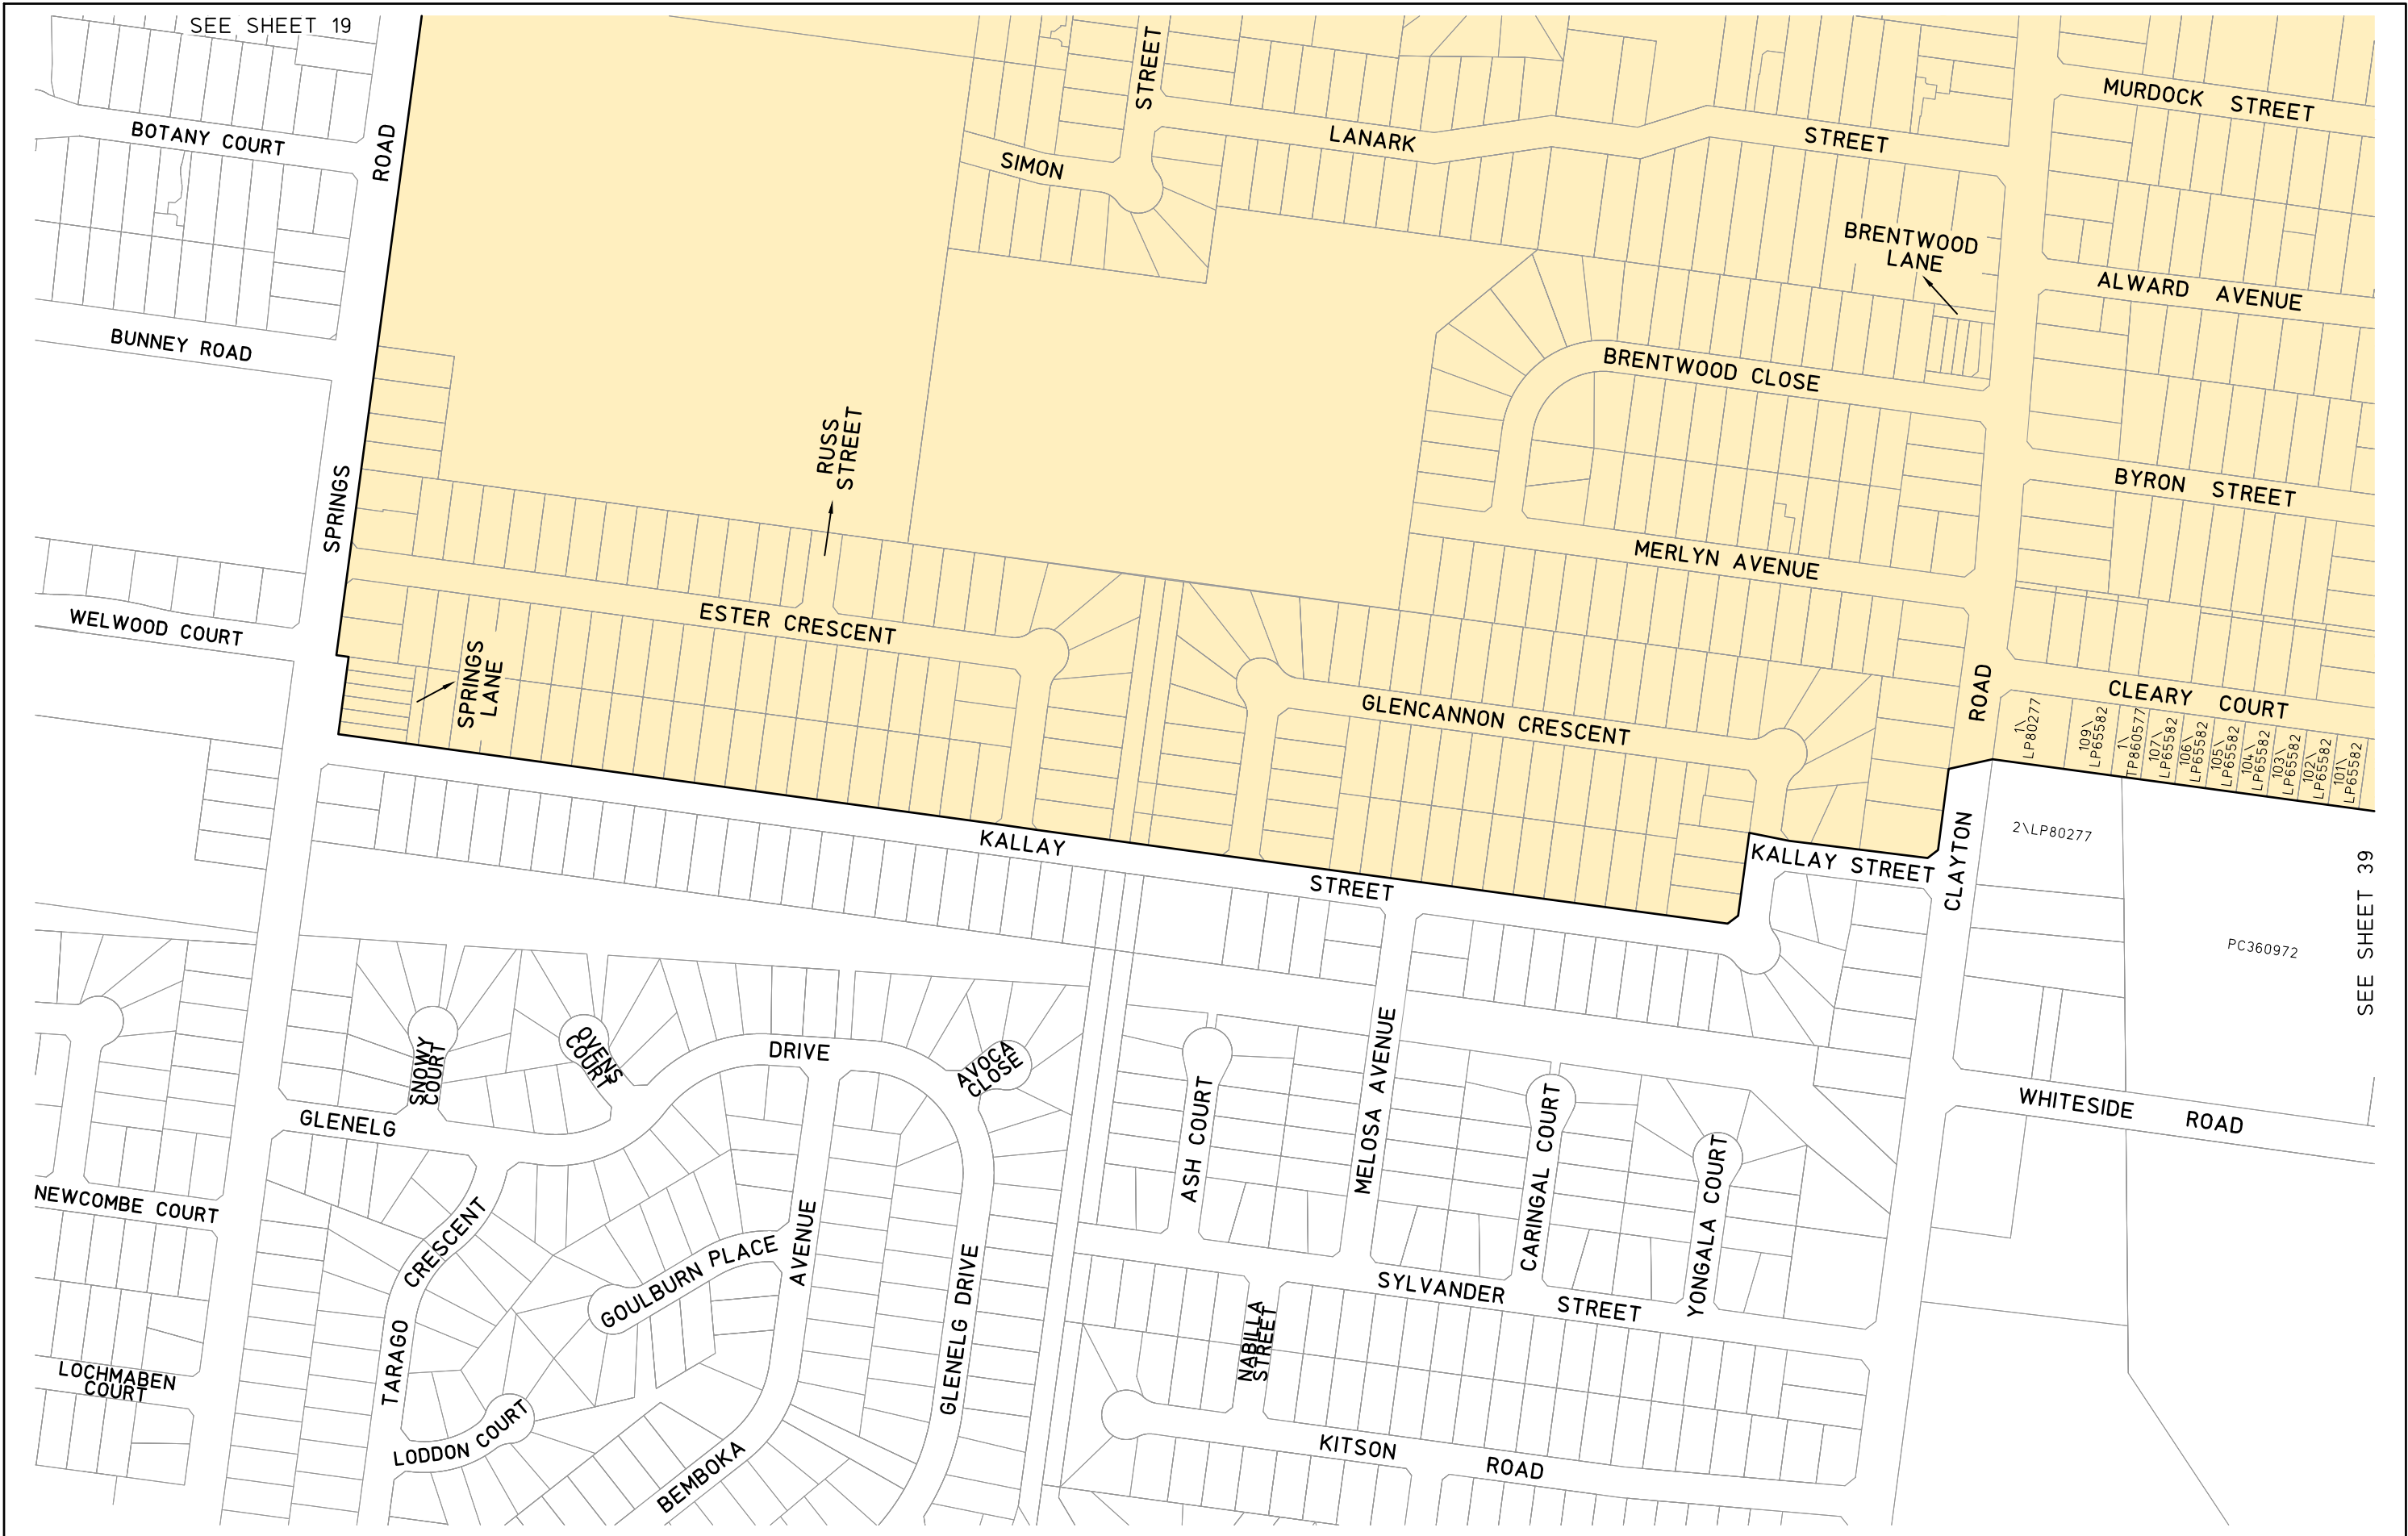 SEE SHEET 19
STREET
MURDOCK STREET
BOTANY COURT
ROAD
LANARK
STREET
SIMON
BRENTWOOD
LANE
ALWARD AVENUE
BUNNEY ROAD
BRENTWOOD CLOSE
RUSS
STREET
SPRINGS
BYRON STREET
MERLYN AVENUE
WELWOOD COURT
ESTER CRESCENT
SPRINGS
LANE
ROAD
CLEARY COURT
GLENCANNON CRESCENT
1\
LP80277
109\
LP65582
1\
TP860577
107\
LP65582
106\
LP65582
105\
LP65582
104\
LP65582
103\
LP65582
102\
LP65582
101\
LP65582
KALLAY
STREET
KALLAY STREET
CLAYTON
2\LP80277
PC360972
SEE SHEET 39
SNOWY
COURT
OVENS
COURT
DRIVE
AVOCA
CLOSE
GLENELG
ASH COURT
MELOSA AVENUE
CARINGAL COURT
YONGALA COURT
WHITESIDE ROAD
NEWCOMBE COURT
CRESCENT
GOULBURN PLACE
AVENUE
GLENELG DRIVE
SYLVANDER STREET
NABILLA
STREET
TARAGO
LOCHMABEN
COURT
LODDON COURT
BEMBOKA
KITSON ROAD